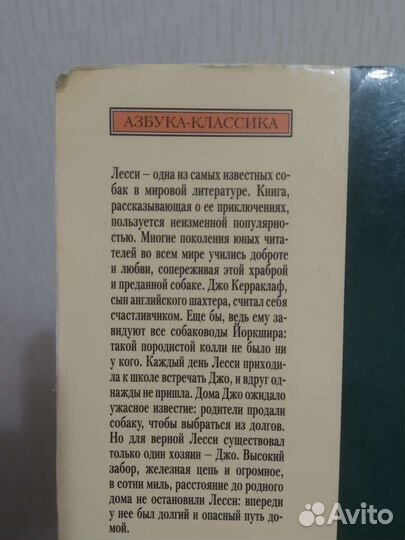 АЗБУКА-КЛАССИКА
Лесси – одна из самых известных со-
бак в мировой литературе. Книга,
рассказывающая о ее приключениях,
пользуется неизменной популярно-
стью. Многие поколения юных чита-
телей во всем мире учились доброте
и любви, сопереживая этой храброй
и преданной собаке. Джо Керраклаф,
сын английского шахтера, считал себя
счастливчиком. Еще бы, ведь ему за-
видуют все собаководы Йоркшира:
такой породистой колли не было ни
у кого. Каждый день Лесси приходи-
ла к школе встречать Джо, и вдруг од-
нажды не пришла. Дома Джо ожидало
ужасное известие: родители продали
собаку, чтобы выбраться из долгов.
Но для верной Лесси существовал
только один хозяин – Джо. Высокий
забор, железная цепь и огромное,
в сотни миль, расстояние до родного
дома не остановили Лесси: впереди
у нее был долгий и опасный путь до-
мой.
Avito